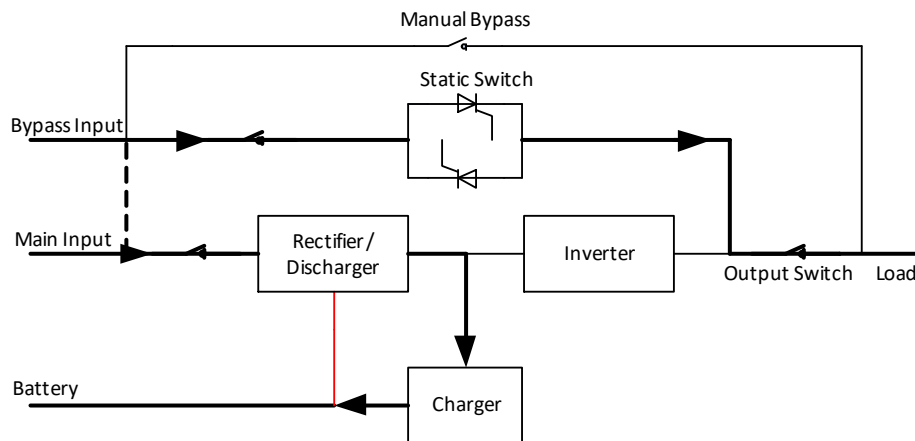 Manual Bypass
Static Switch
Bypass Input
Main Input
Rectifier/
Discharger
Inverter
Output Switch
Load
Battery
Charger